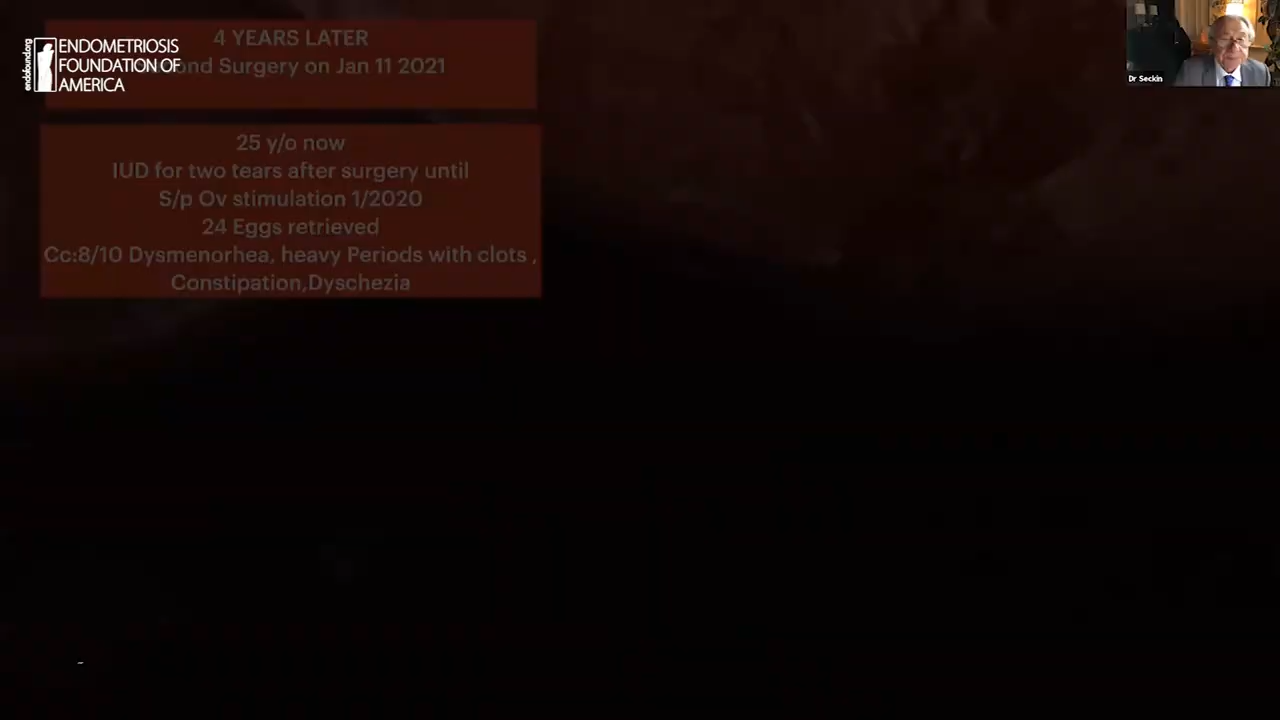 4 YEARS LATER
ond Surgery on Jan 11 2021
endofound.org
ENDOMETRIOSIS
FOUNDATION OF
AMERICA
25 y/o now
IUD for two tears after surgery until
S/p Ov stimulation 1/2020
24 Eggs retrieved
Cc:8/10 Dysmenorhea, heavy Periods with clots ,
Constipation,Dyschezia
Dr Seckin